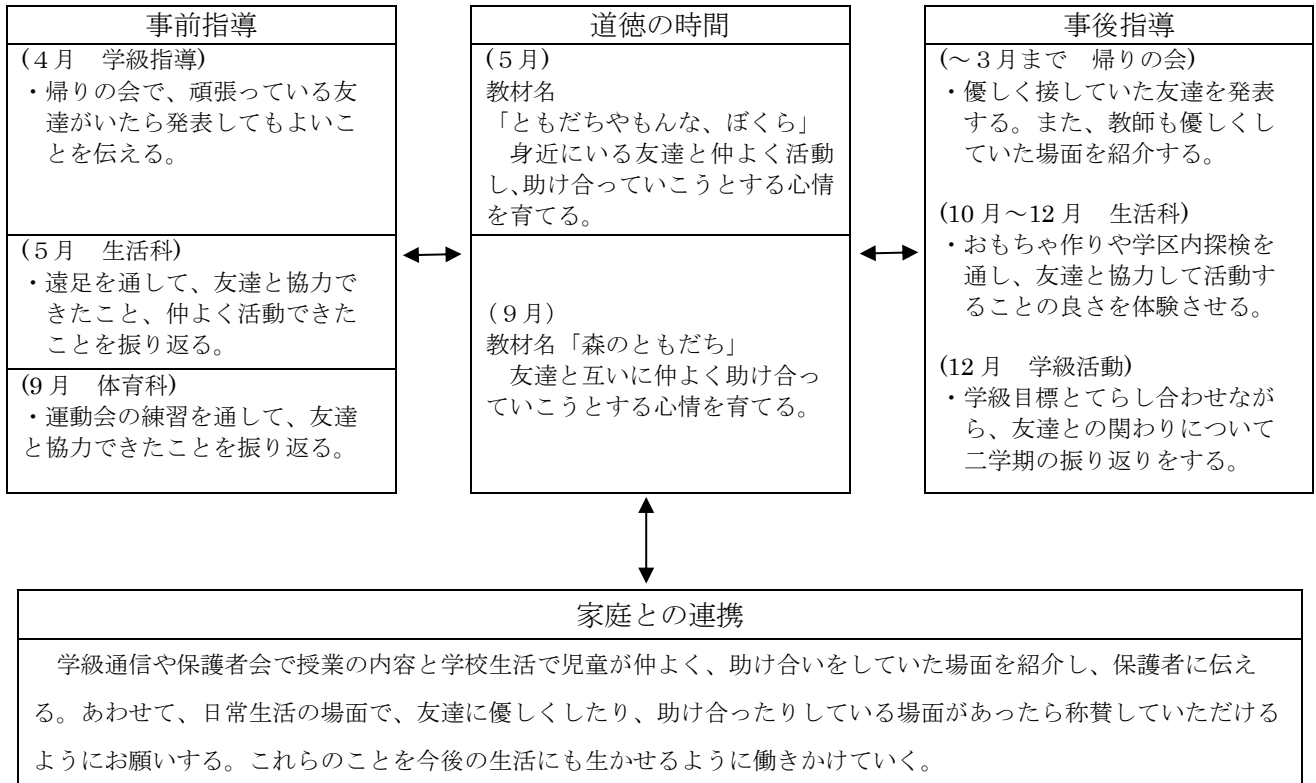 事前指導
(4月　学級指導)
・帰りの会で、頑張っている友
達がいたら発表してもよいこ
とを伝える。
(5月　生活科)
・遠足を通して、友達と協力で
きたこと、仲よく活動できた
ことを振り返る。
(9月　体育科)
・運動会の練習を通して、友達
と協力できたことを振り返る。
道徳の時間
(5月)
教材名
「ともだちやもんな、ぼくら」
身近にいる友達と仲よく活動
し、助け合っていこうとする心情
を育てる。
(9月)
教材名「森のともだち」
友達と互いに仲よく助け合っ
ていこうとする心情を育てる。
事後指導
(～3月まで　帰りの会)
・優しく接していた友達を発表
する。また、教師も優しくし
ていた場面を紹介する。
(10月～12月　生活科)
・おもちゃ作りや学区内探検を
通し、友達と協力して活動す
ることの良さを体験させる。
(12月　学級活動)
・学級目標とてらし合わせなが
ら、友達との関わりについて
二学期の振り返りをする。
家庭との連携
学級通信や保護者会で授業の内容と学校生活で児童が仲よく、助け合いをしていた場面を紹介し、保護者に伝え
る。あわせて、日常生活の場面で、友達に優しくしたり、助け合ったりしている場面があったら称賛していただける
ようにお願いする。これらのことを今後の生活にも生かせるように働きかけていく。